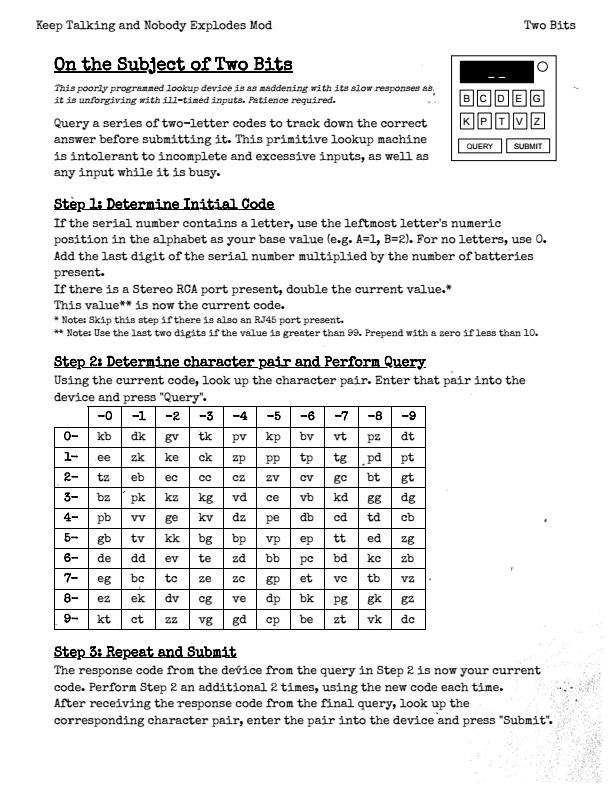 Keep Talking and Nobody Explodes Mod Two Bits
On the Subject of Two Bits
This poorly programmed lookup device is as maddening with its slow responses as
it is unforgiving with ill-timed inputs. Patience required.
Query a series of two-letter codes to track down the correct
answer before submitting it. This primitive lookup machine
is intolerant to incomplete and excessive inputs, as well as
any input while it is busy.
_ _
B C D E G
K P T V Z
QUERY SUBMIT
Step 1: Determine Initial Code
If the serial number contains a letter, use the leftmost letter's numeric
position in the alphabet as your base value (e.g. A=1, B=2). For no letters, use 0.
Add the last digit of the serial number multiplied by the number of batteries
present.
If there is a Stereo RCA port present, double the current value.*
This value** is now the current code.
* Note: Skip this step if there is also an RJ45 port present.
** Note: Use the last two digits if the value is greater than 99. Prepend with a zero if less than 10.
Step 2: Determine character pair and Perform Query
Using the current code, look up the character pair. Enter that pair into the
device and press "Query".
-0 -1 -2 -3 -4 -5 -6 -7 -8 -9
0- kb dk gv tk pv kp bv vt pz dt
1- ee zk ke ck zp pp tp tg pd pt
2- tz eb ec cc cz zv cv gc bt gt
3- bz pk kz kg vd ce vb kd gg dg
4- pb vv ge kv dz pe db cd td cb
5- gb tv kk bg bp vp ep tt ed zg
6- de dd ev te zd bb pc bd kc zb
7- eg bc tc ze zc gp et vc tb vz
8- ez ek dv cg ve dp bk pg gk gz
9- kt ct zz vg gd cp be zt vk dc
Step 3: Repeat and Submit
The response code from the device from the query in Step 2 is now your current
code. Perform Step 2 an additional 2 times, using the new code each time.
After receiving the response code from the final query, look up the
corresponding character pair, enter the pair into the device and press "Submit".